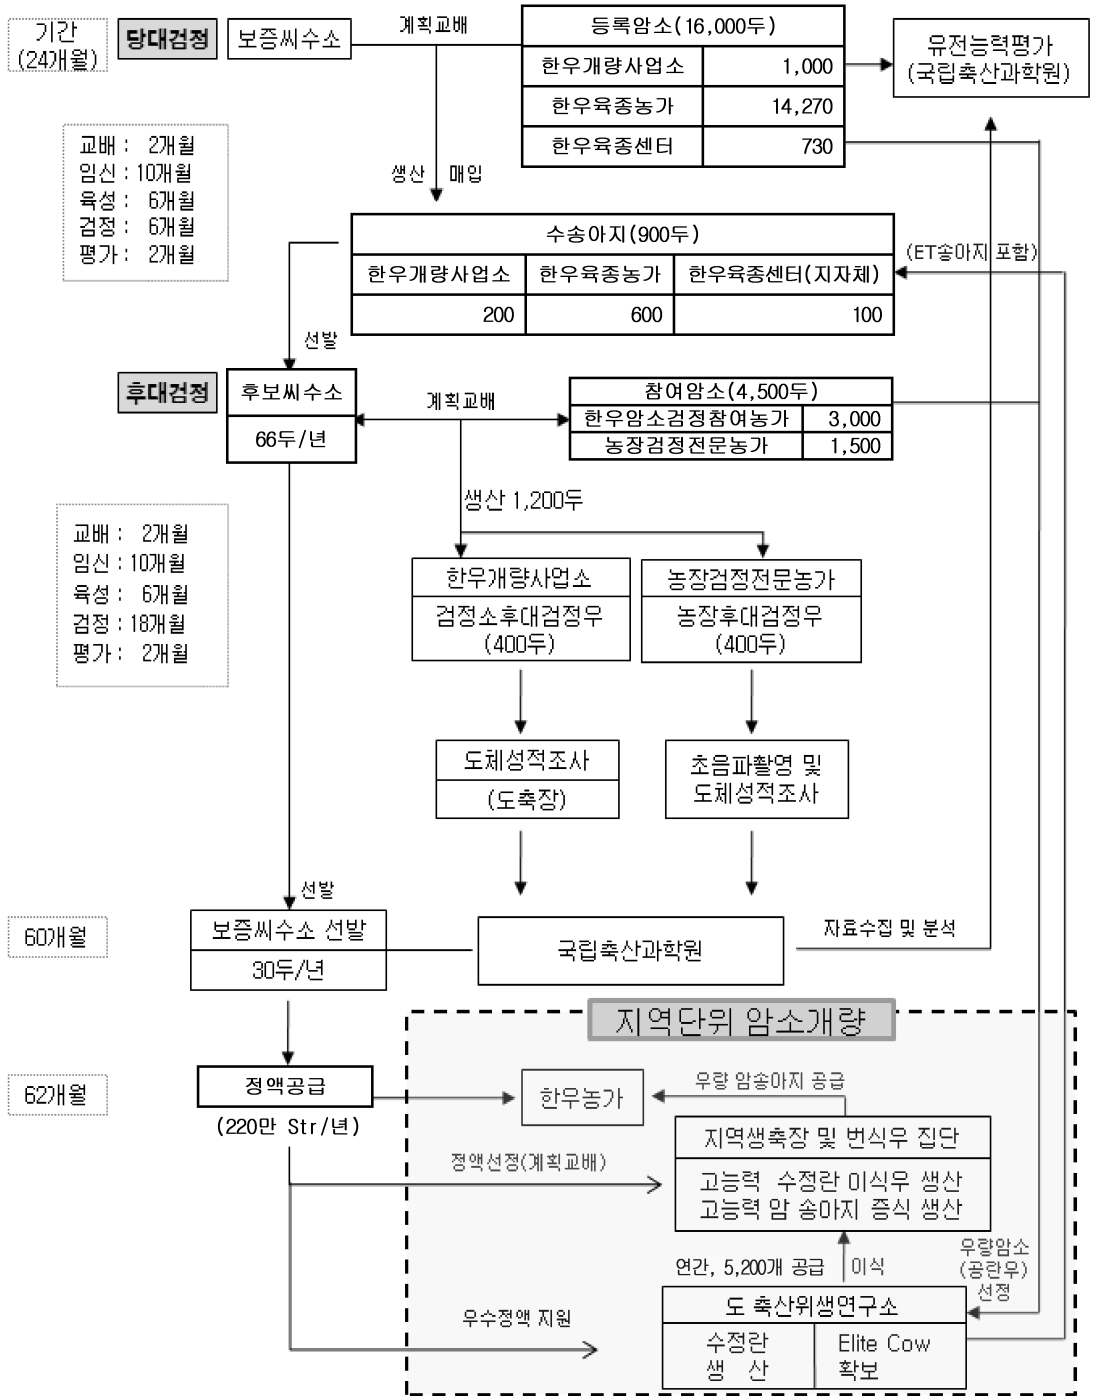 기간
(24개월)
당대검정
보증씨수소
계획교배
등록암소(16,000두)
한우개량사업소 1,000
한우육종농가 14,270
한우육종센터 730
유전능력평가
(국립축산과학원)
교배 : 2개월
임신 : 10개월
육성 : 6개월
검정 : 6개월
평가 : 2개월
생산 매입
수송아지(900두)
한우개량사업소 한우육종농가 한우육종센터(지자체)
200 600 100
(ET송아지 포함)
선발
후대검정
후보씨수소
66두/년
계획교배
참여암소(4,500두)
한우암소검정참여농가 3,000
농장검정전문농가 1,500
생산 1,200두
교배 : 2개월
임신 : 10개월
육성 : 6개월
검정 : 18개월
평가 : 2개월
한우개량사업소
검정소후대검정우
(400두)
농장검정전문농가
농장후대검정우
(400두)
도체성적조사
(도축장)
초음파촬영 및
도체성적조사
선발
60개월
보증씨수소 선발
30두/년
국립축산과학원
자료수집 및 분석
지역단위 암소개량
62개월
정액공급
(220만 Str/년)
한우농가
우량 암송아지 공급
지역생축장 및 번식우 집단
고능력 수정란 이식우 생산
고능력 암 송아지 증식 생산
정액선정(계획교배)
연간, 5,200개 공급
이식
우량암소
(공란우)
선정
우수정액 지원
도 축산위생연구소
수정란
생 산
Elite Cow
확보